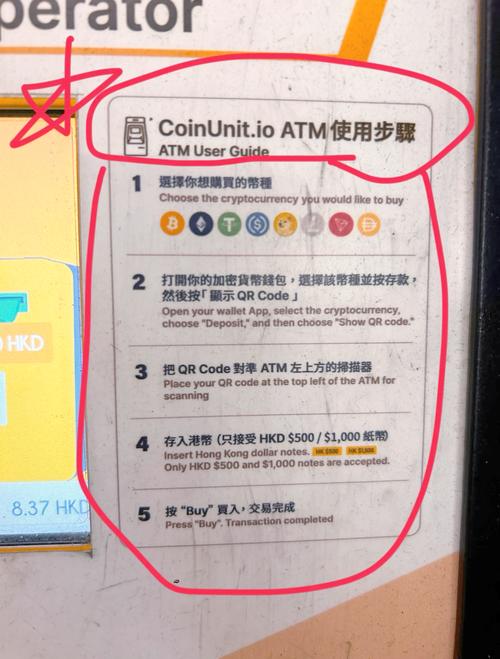 perator
CoinUnit.io ATM使用步驟
ATM User Guide
1 選擇你想購買的幣種
Choose the cryptocurrency you would like to buy
2 打開你的加密貨幣錢包，選擇該幣種並按存款，
然後按「顯示 QR Code」
Open your wallet App, select the cryptocurrency,
choose "Deposit," and then choose "Show QR code."
3 把 QR Code 對準 ATM 左上方的掃描器
Place your QR code at the top left of the ATM for
scanning
0 HKD
4 存入港幣 (只接受 HKD $500 / $1,000 紙幣)
Insert Hong Kong dollar notes. HK $500 HK $1,000
Only HKD $500 and $1,000 notes are accepted.
8.37 HKD
5 按 “Buy” 買入，交易完成
Press "Buy". Transaction completed